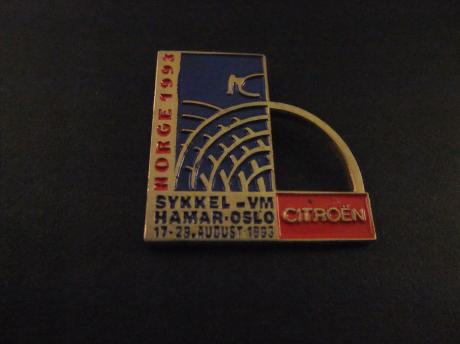 NORGE 1993
SYKKEL-VM
HAMAR·OSLO
17-29. AUGUST 1993
CITROËN